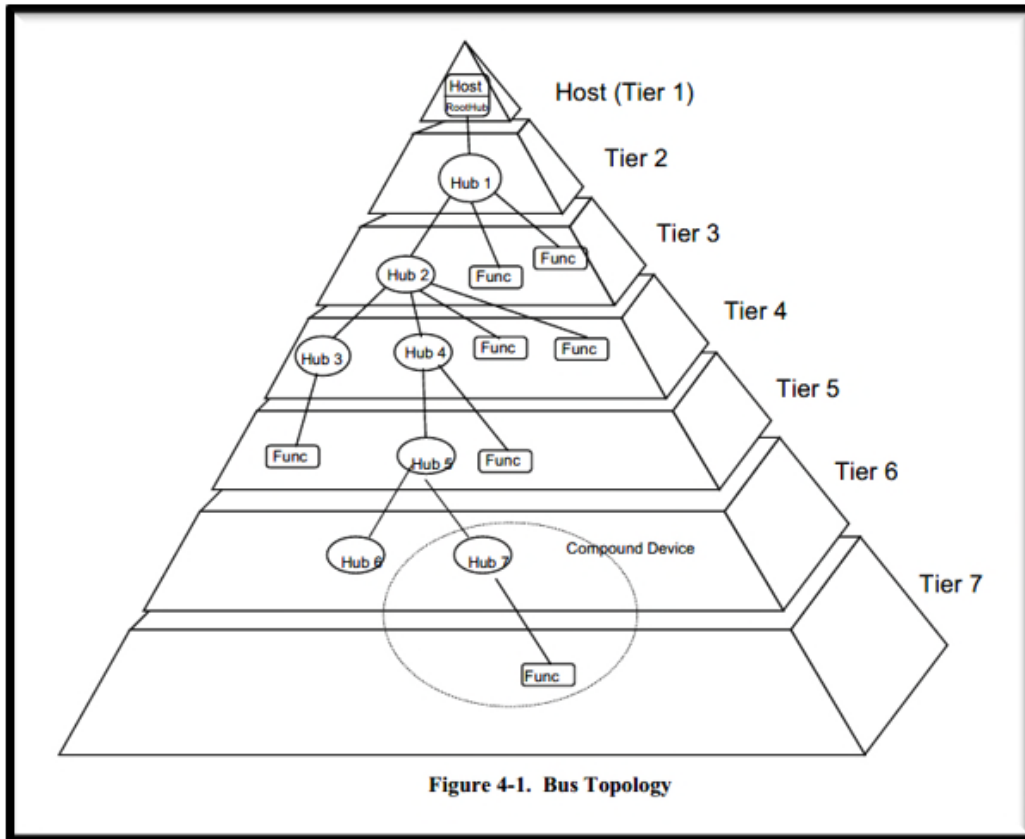 Host
RootHub
Host (Tier 1)
Tier 2
Hub 1
Tier 3
Func
Hub 2
Func
Tier 4
Func
Func
Hub 3
Hub 4
Tier 5
Func
Hub 5
Func
Tier 6
Compound Device
Hub 6
Hub 7
Tier 7
Func
Figure 4-1. Bus Topology